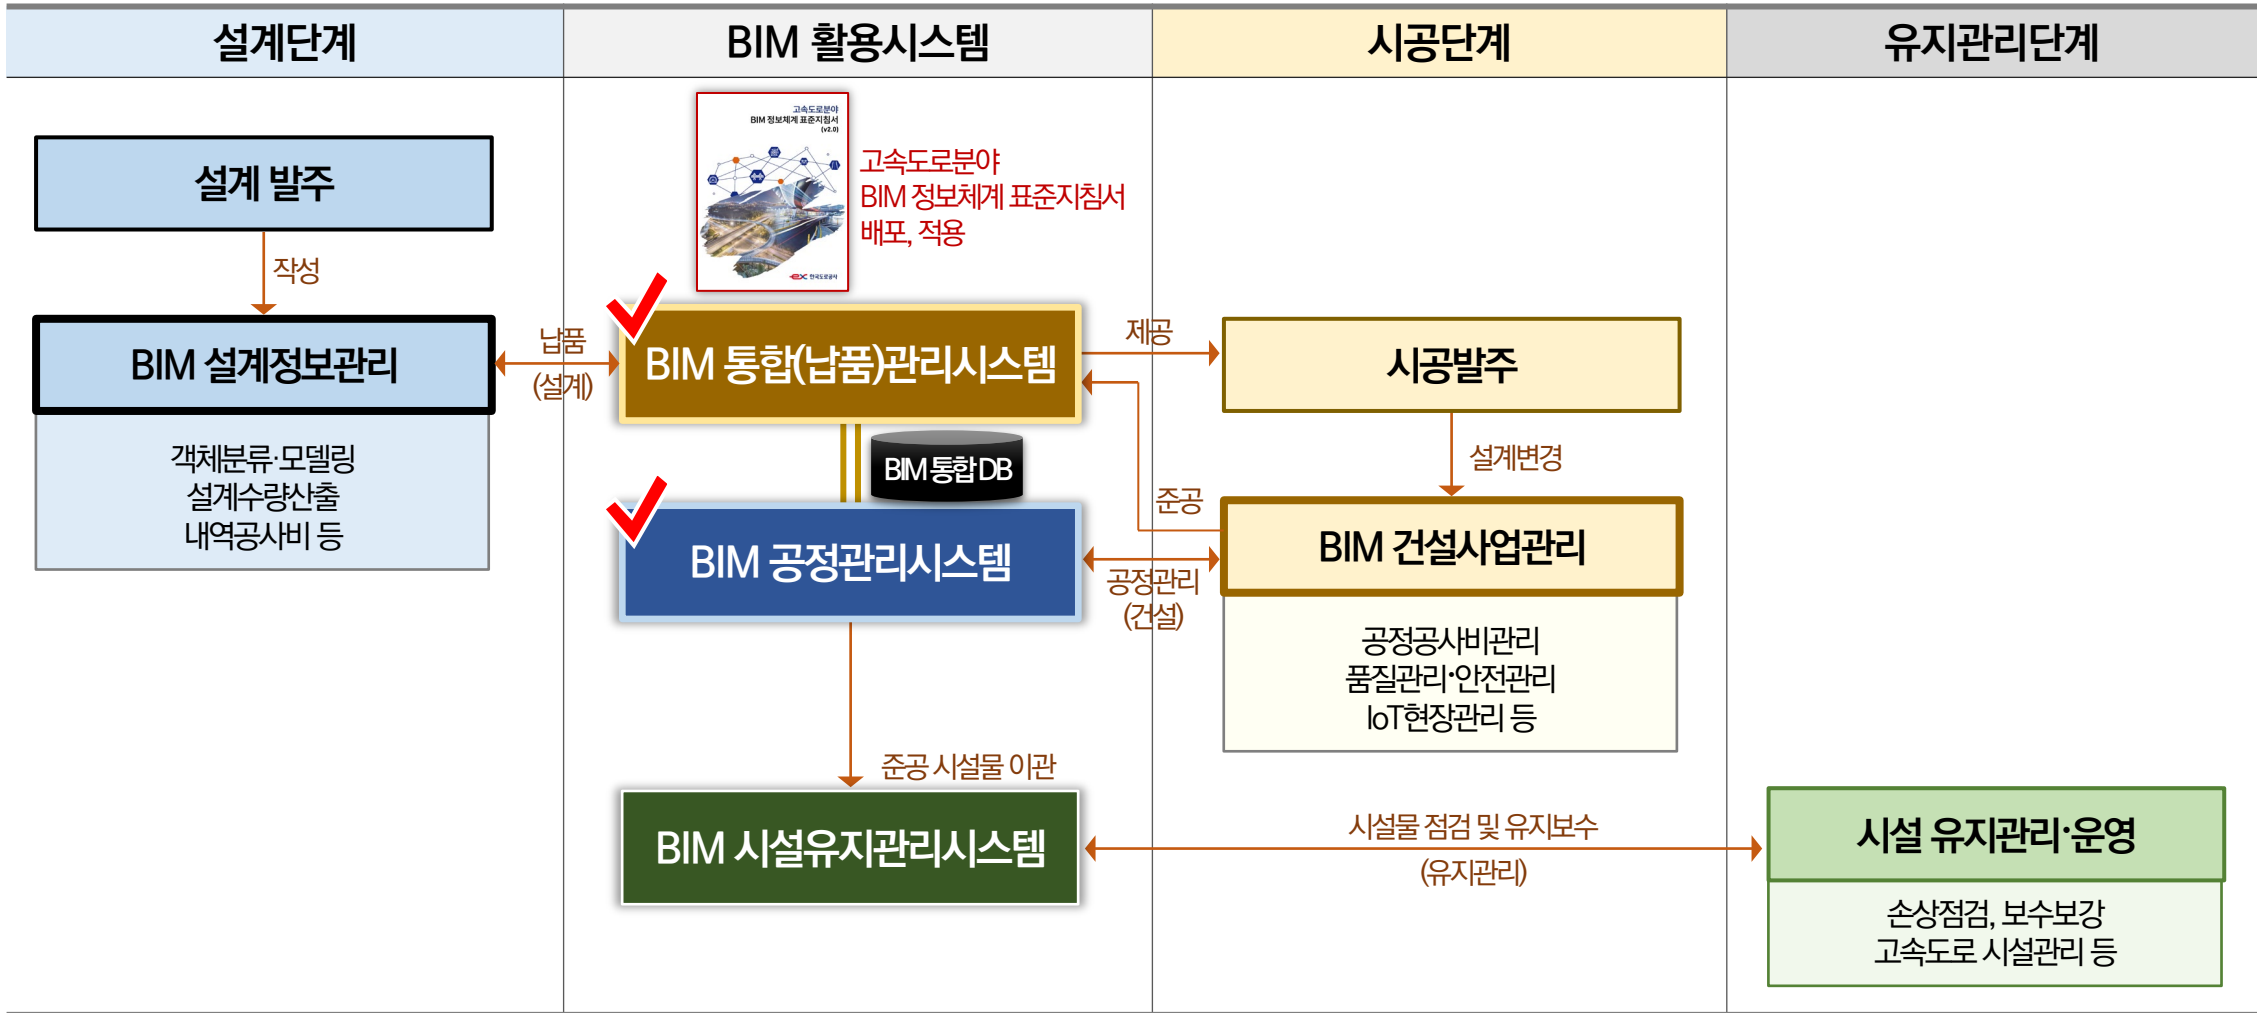 설계단계
BIM 활용시스템
시공단계
유지관리단계
고속도로분야
BIM 정보체계 표준지침서
(v2.0)
한국도로공사
고속도로분야
BIM 정보체계 표준지침서
배포, 적용
설계 발주
작성
BIM 설계정보관리
객체분류·모델링
설계수량산출
내역공사비 등
납품
(설계)
BIM 통합(납품)관리시스템
BIM 통합 DB
BIM 공정관리시스템
제공
준공
공정관리
(건설)
시공발주
설계변경
BIM 건설사업관리
공정공사비관리
품질관리·안전관리
IoT현장관리 등
준공 시설물 이관
BIM 시설유지관리시스템
시설물 점검 및 유지보수
(유지관리)
시설 유지관리·운영
손상점검, 보수보강
고속도로 시설관리 등